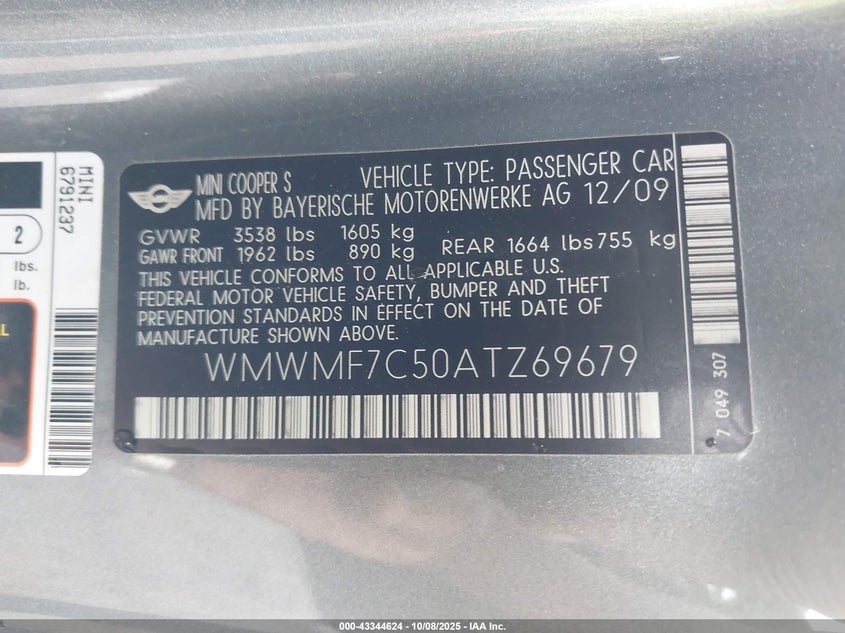 MINI
6791237
2
lbs.
lb.
MINI COOPER S VEHICLE TYPE: PASSENGER CAR
MFD BY BAYERISCHE MOTORENWERKE AG 12/09
GVWR 3538 lbs 1605 kg
GAWR FRONT 1962 lbs 890 kg REAR 1664 lbs 755 kg
THIS VEHICLE CONFORMS TO ALL APPLICABLE U.S.
FEDERAL MOTOR VEHICLE SAFETY, BUMPER AND THEFT
PREVENTION STANDARDS IN EFFECT ON THE DATE OF
MANUFACTURE SHOWN ABOVE.
WMWMF7C50ATZ69679
7 049 307
000-43344624 | 10/08/2025 | IAA Inc.